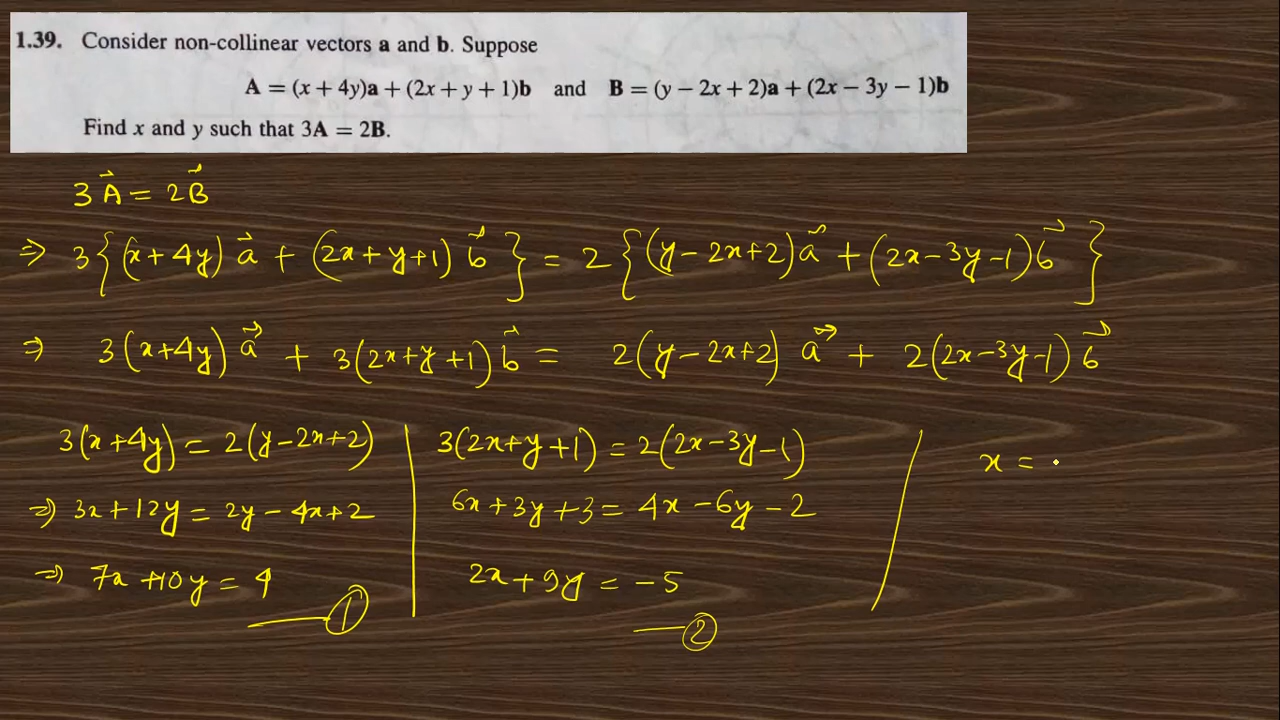 1.39. Consider non-collinear vectors a and b. Suppose
A = (x + 4y)a + (2x + y + 1)b and B = (y − 2x + 2)a + (2x − 3y − 1)b
Find x and y such that 3A = 2B.
3A⃗ = 2B⃗
⇒ 3{(x+4y) a⃗ + (2x+y+1) b⃗} = 2{(y−2x+2)a⃗ + (2x−3y−1)b⃗}
⇒ 3(x+4y) a⃗ + 3(2x+y+1) b⃗ = 2(y−2x+2) a⃗ + 2(2x−3y−1) b⃗
3(x+4y) = 2(y−2x+2)
⇒ 3x+12y = 2y−4x+2
⇒ 7x+10y = 4
①
3(2x+y+1) = 2(2x−3y−1)
6x+3y+3 = 4x−6y−2
2x+9y = −5
②
x = .